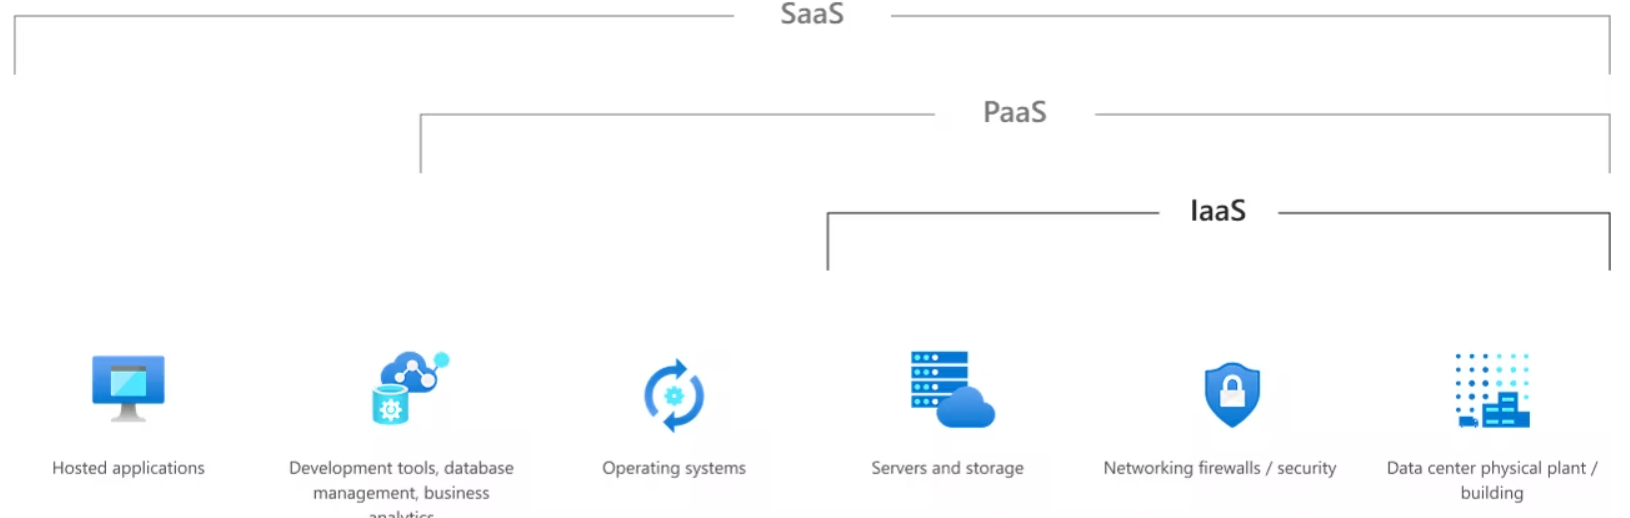 SaaS
PaaS
IaaS
Hosted applications
Development tools, database
management, business
analytics
Operating systems
Servers and storage
Networking firewalls / security
Data center physical plant /
building